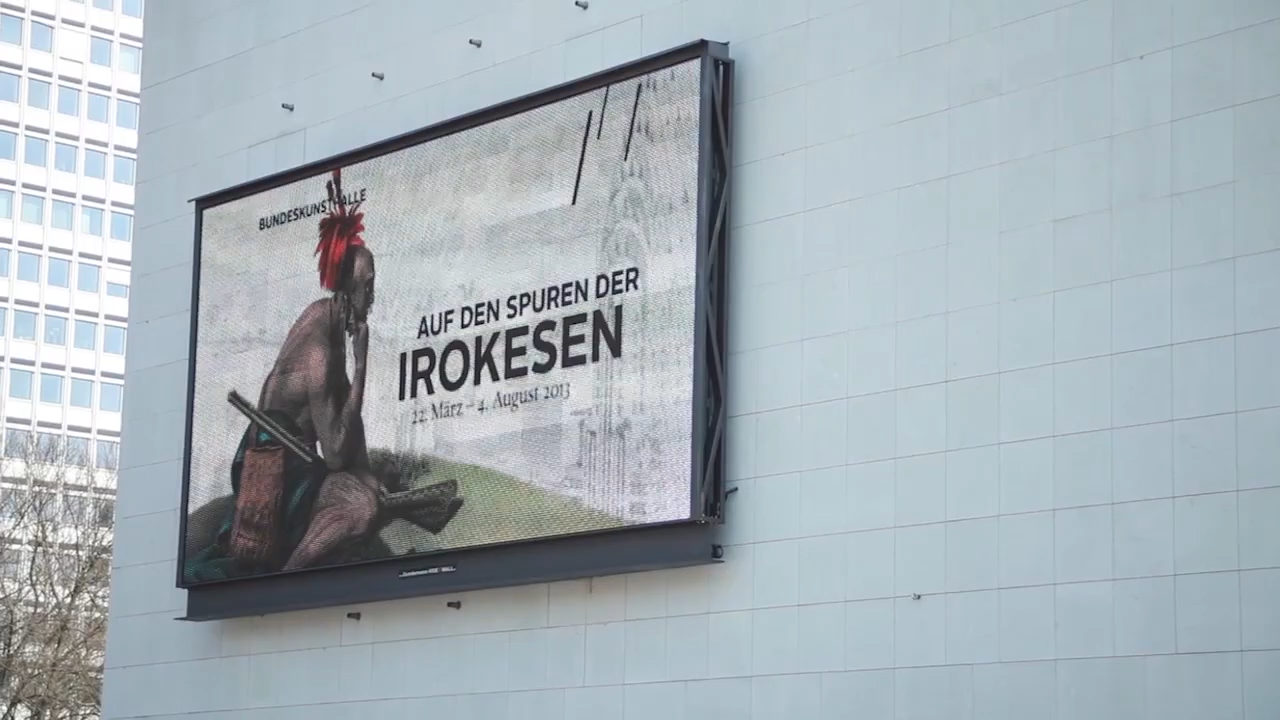 BUNDESKUNSTHALLE
AUF DEN SPUREN DER
IROKESEN
22. März – 4. August 2013